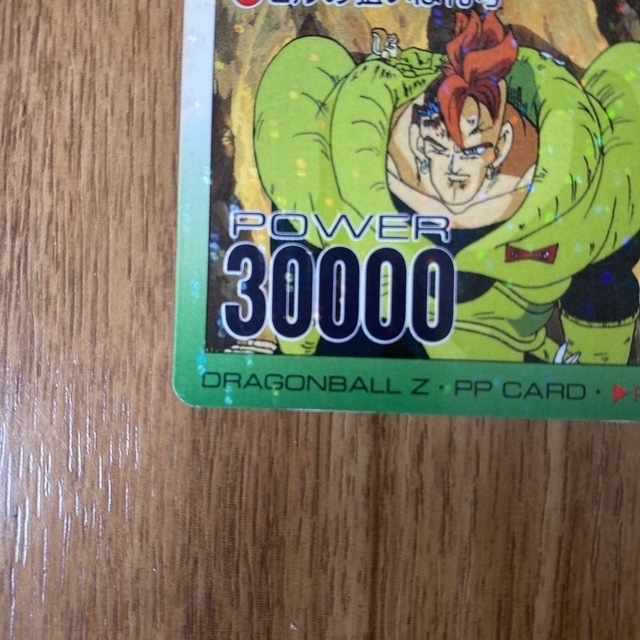 POWER
30000
DRAGONBALL Z · PP CARD ·